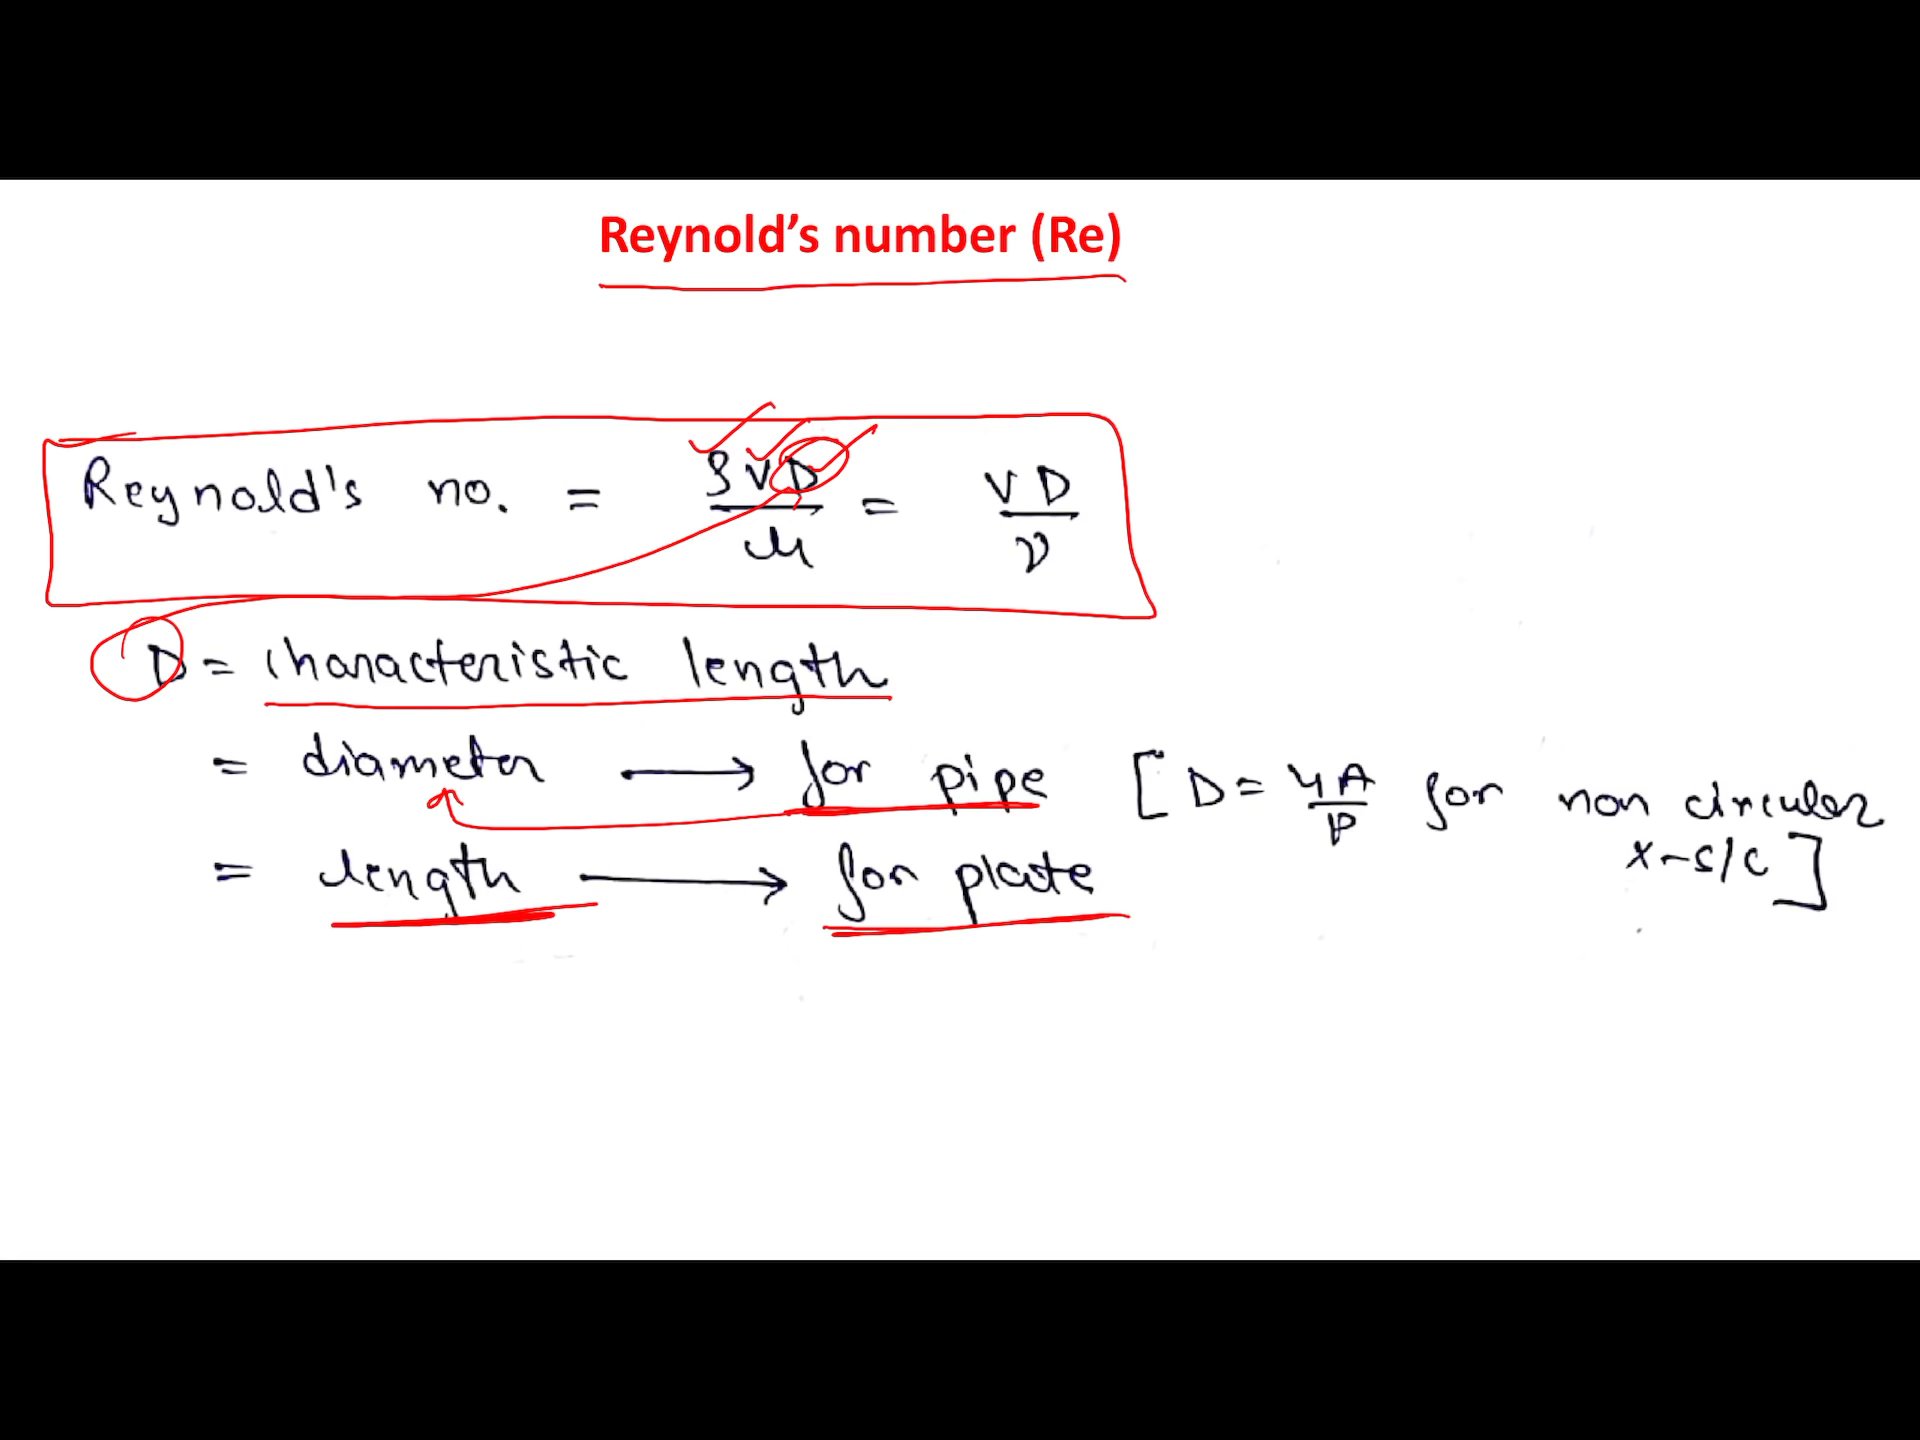 Reynold’s number (Re)
Reynold's no. = ρVD/μ = VD/ν
D = characteristic length
= diameter → for pipe [D = 4A/P for non circular x-s/c]
= length → for plate